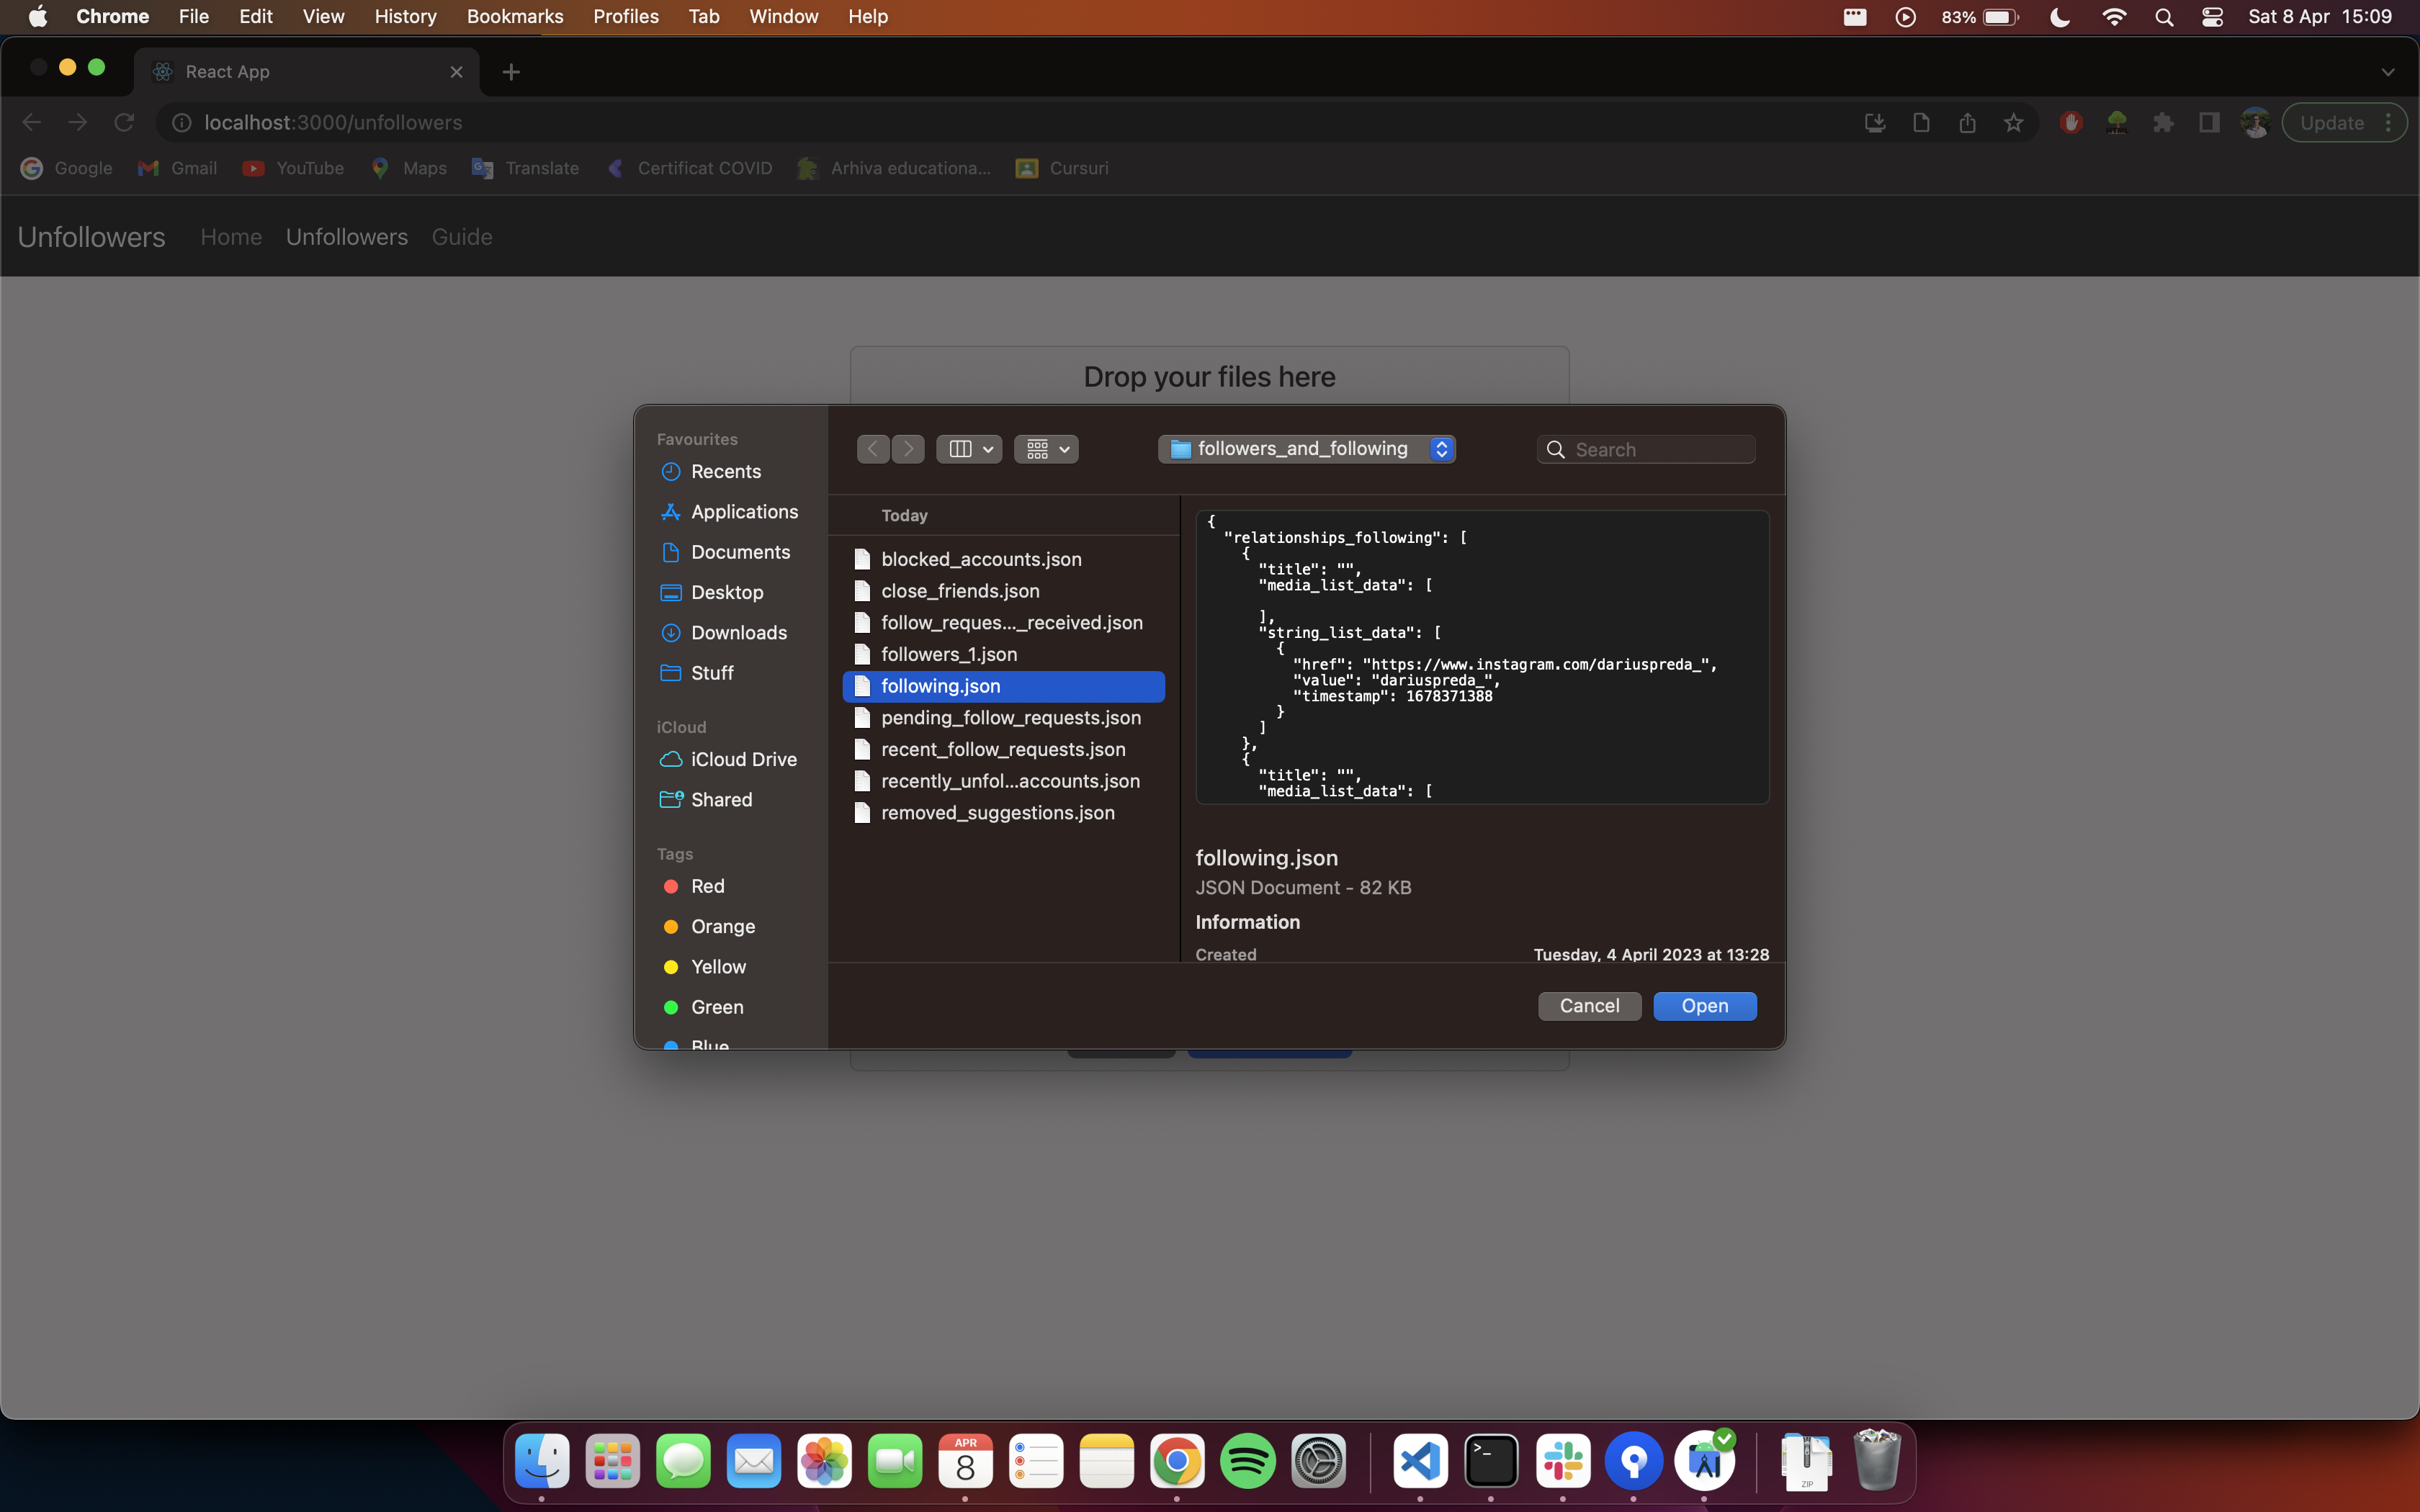 Chrome File Edit View History Bookmarks Profiles Tab Window Help 83% Sat 8 Apr 15:09
React App
localhost:3000/unfollowers Update
Google Gmail YouTube Maps Translate Certificat COVID Arhiva educationa... Cursuri
Unfollowers Home Unfollowers Guide
Drop your files here
Favourites
Recents
Applications
Documents
Desktop
Downloads
Stuff
iCloud
iCloud Drive
Shared
Tags
Red
Orange
Yellow
Green
Blue
followers_and_following
Search
Today
blocked_accounts.json
close_friends.json
follow_reques..._received.json
followers_1.json
following.json
pending_follow_requests.json
recent_follow_requests.json
recently_unfol...accounts.json
removed_suggestions.json
{
"relationships_following": [
{
"title": "",
"media_list_data": [
],
"string_list_data": [
{
"href": "https://www.instagram.com/dariuspreda_",
"value": "dariuspreda_",
"timestamp": 1678371388
}
]
},
{
"title": "",
"media_list_data": [
following.json
JSON Document - 82 KB
Information
Created Tuesday, 4 April 2023 at 13:28
Cancel Open
APR
8
>_
ZIP